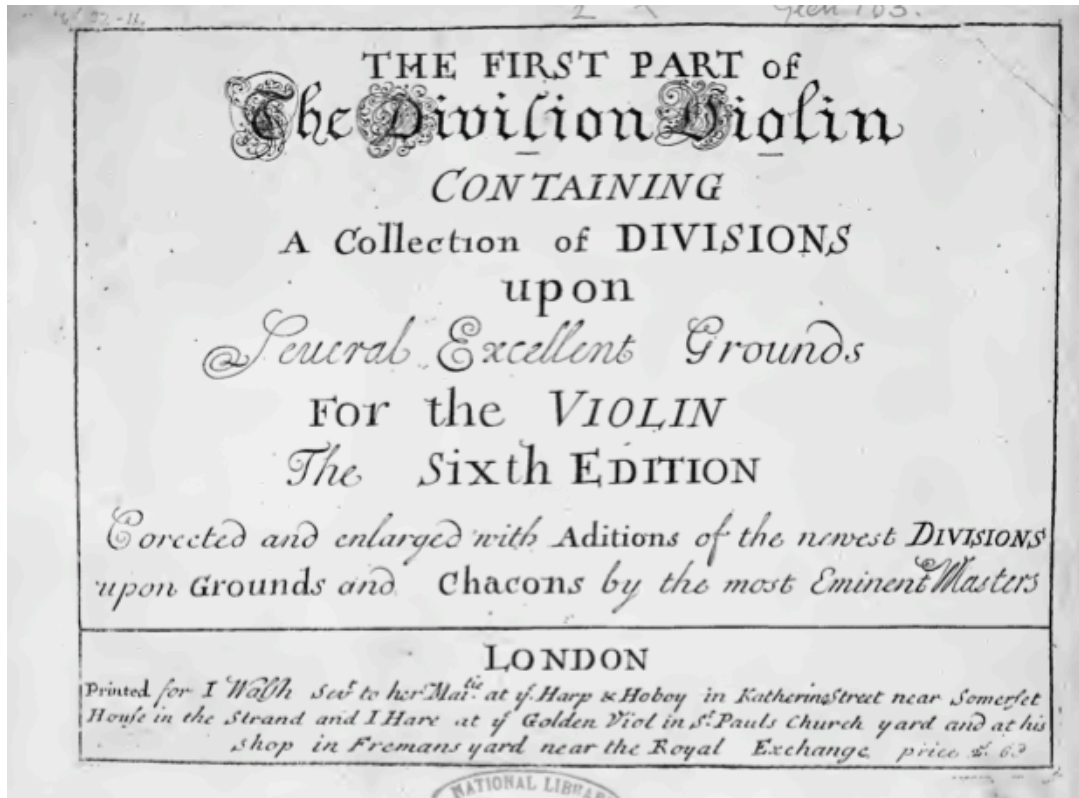 THE FIRST PART of
The Diviſion Violin
CONTAINING
A Collection of DIVISIONS
upon
Seueral Excellent Grounds
For the VIOLIN
The Sixth EDITION
Corected and enlarged with Aditions of the newest DIVISIONS
upon Grounds and Chacons by the most Eminent Masters
LONDON
Printed for I Walſh Servt to her Matie at ye Harp & Hoboy in Katherine Street near Somerſet
Houſe in the Strand and I Hare at ye Golden Viol in St Pauls Church yard and at his
shop in Fremans yard near the Royal Exchange price
NATIONAL